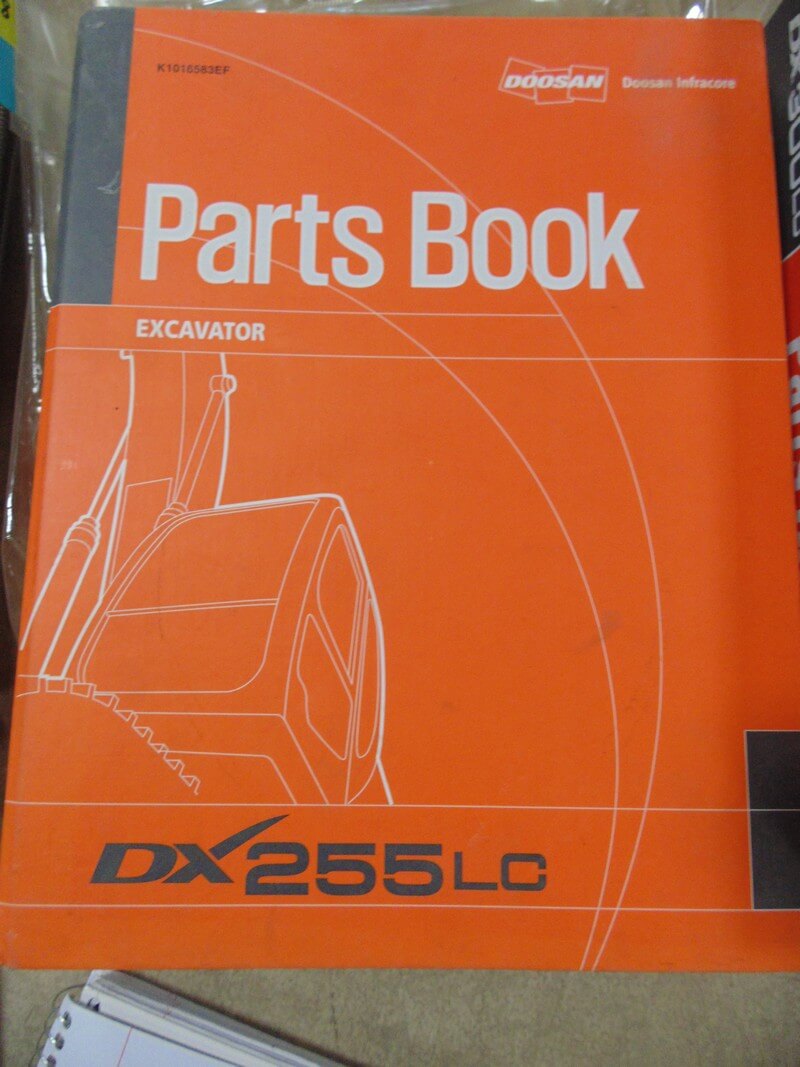 K1016583EF
DOOSAN Doosan Infracore
Parts Book
EXCAVATOR
DX255LC